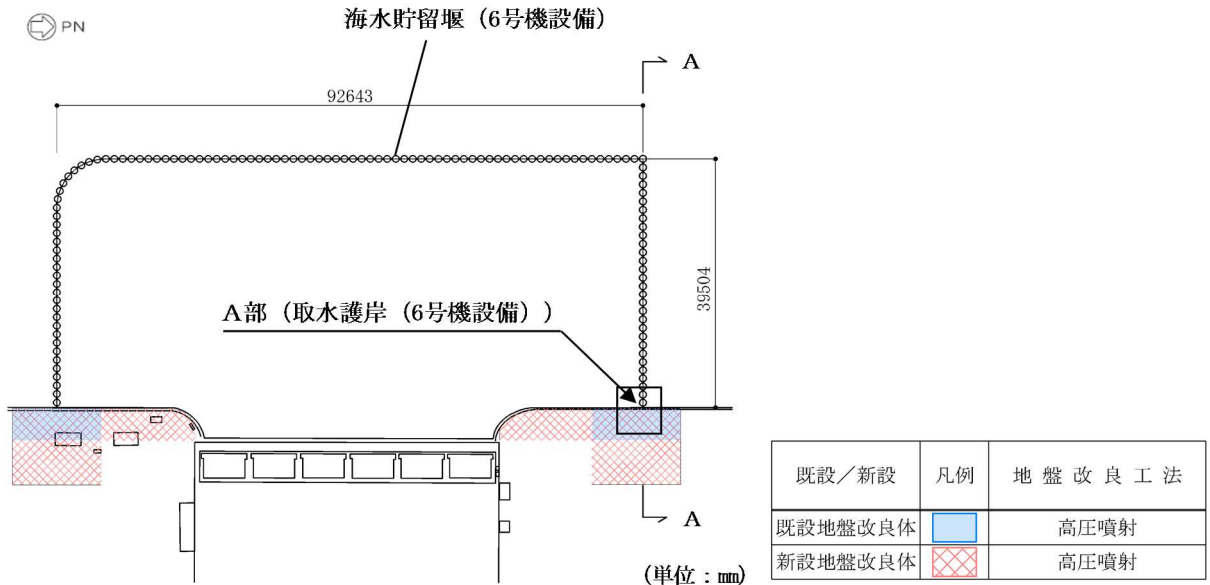 PN
海水貯留堰（6号機設備）
A
92643
39504
A部（取水護岸（6号機設備））
A
(単位：mm)
既設／新設 凡例 地盤改良工法
既設地盤改良体 高圧噴射
新設地盤改良体 高圧噴射